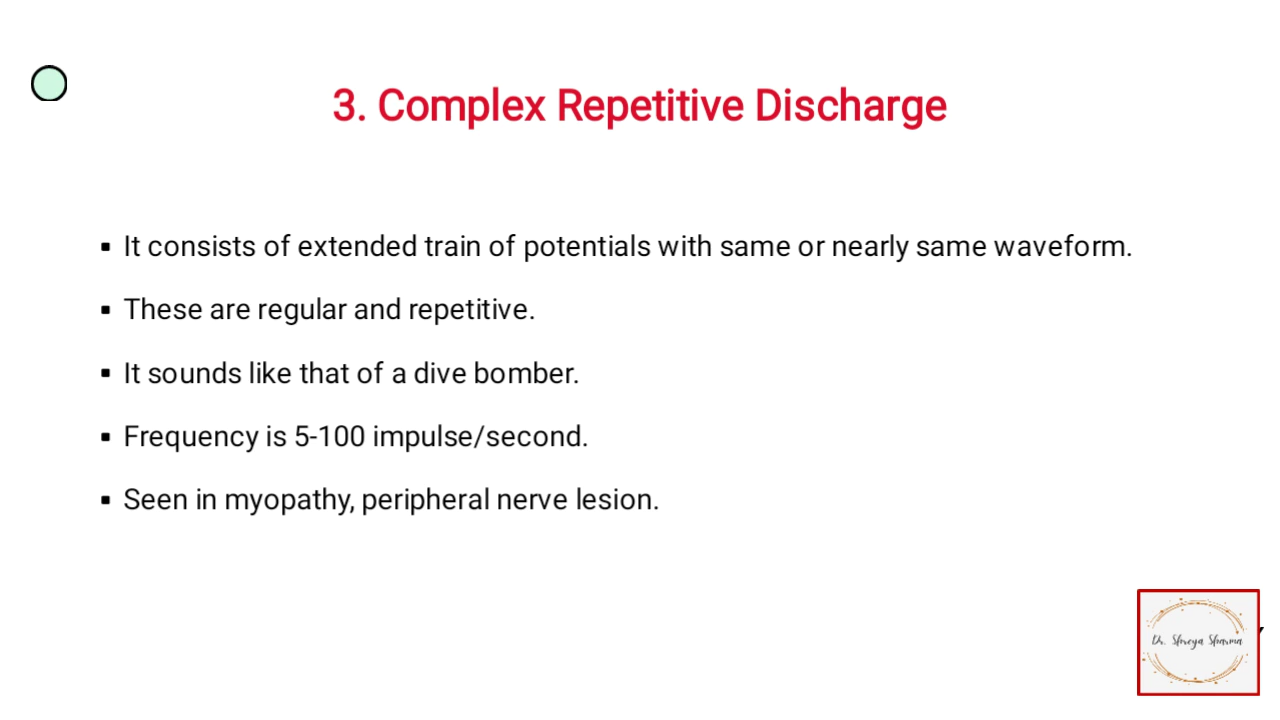 3. Complex Repetitive Discharge
▪ It consists of extended train of potentials with same or nearly same waveform.
▪ These are regular and repetitive.
▪ It sounds like that of a dive bomber.
▪ Frequency is 5-100 impulse/second.
▪ Seen in myopathy, peripheral nerve lesion.
Dr. Shreya Sharma